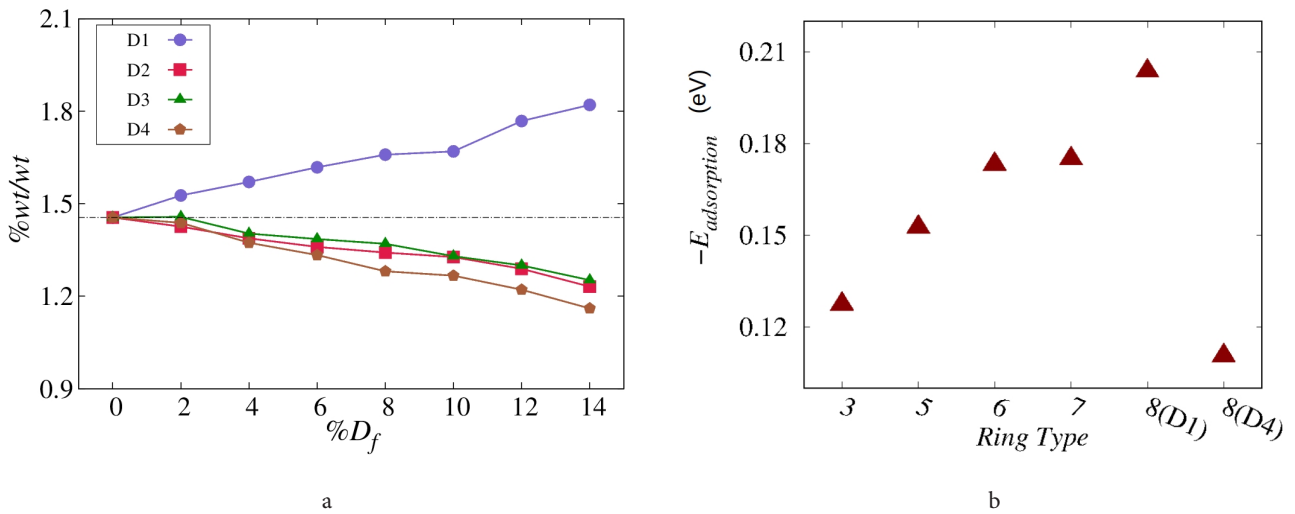 2.1
1.8
1.5
1.2
0.9
%wt/wt
D1
D2
D3
D4
0 2 4 6 8 10 12 14
%D_f
a
0.21
0.18
0.15
0.12
−E_adsorption (eV)
3 5 6 7 8(D1) 8(D4)
Ring Type
b